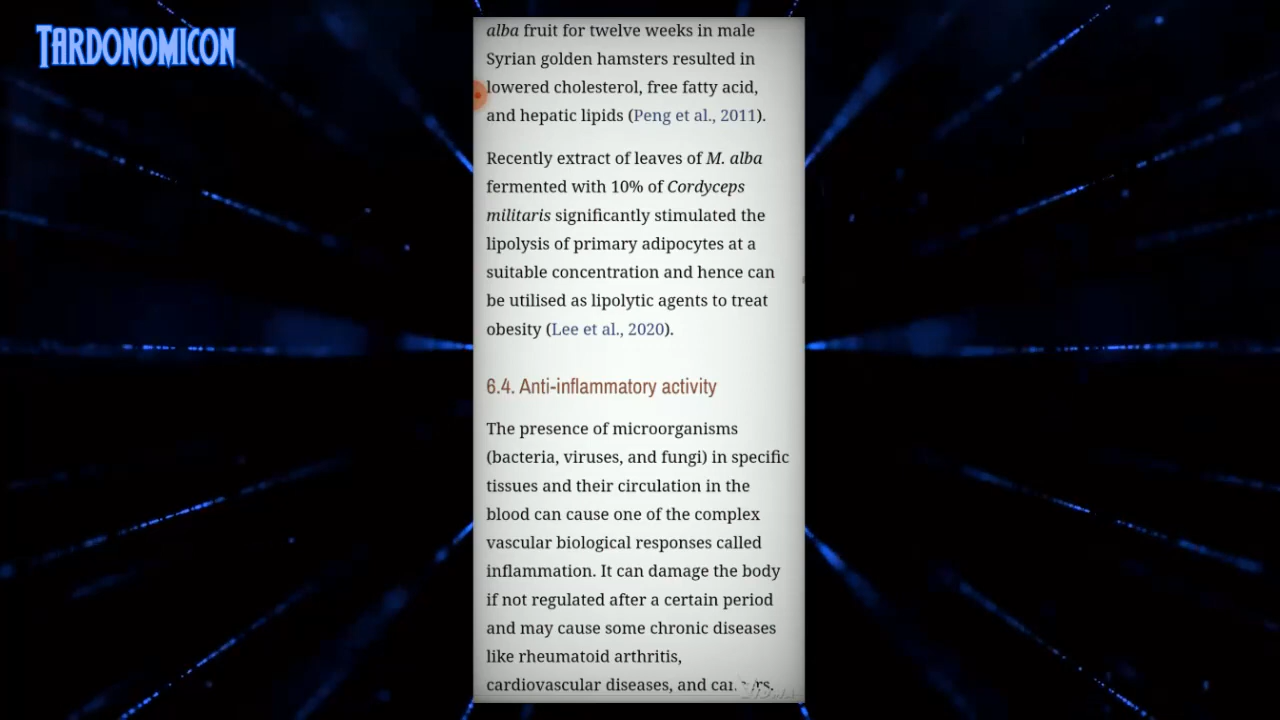 TARDONOMICON
alba fruit for twelve weeks in male
Syrian golden hamsters resulted in
lowered cholesterol, free fatty acid,
and hepatic lipids (Peng et al., 2011).
Recently extract of leaves of M. alba
fermented with 10% of Cordyceps
militaris significantly stimulated the
lipolysis of primary adipocytes at a
suitable concentration and hence can
be utilised as lipolytic agents to treat
obesity (Lee et al., 2020).
6.4. Anti-inflammatory activity
The presence of microorganisms
(bacteria, viruses, and fungi) in specific
tissues and their circulation in the
blood can cause one of the complex
vascular biological responses called
inflammation. It can damage the body
if not regulated after a certain period
and may cause some chronic diseases
like rheumatoid arthritis,
cardiovascular diseases, and